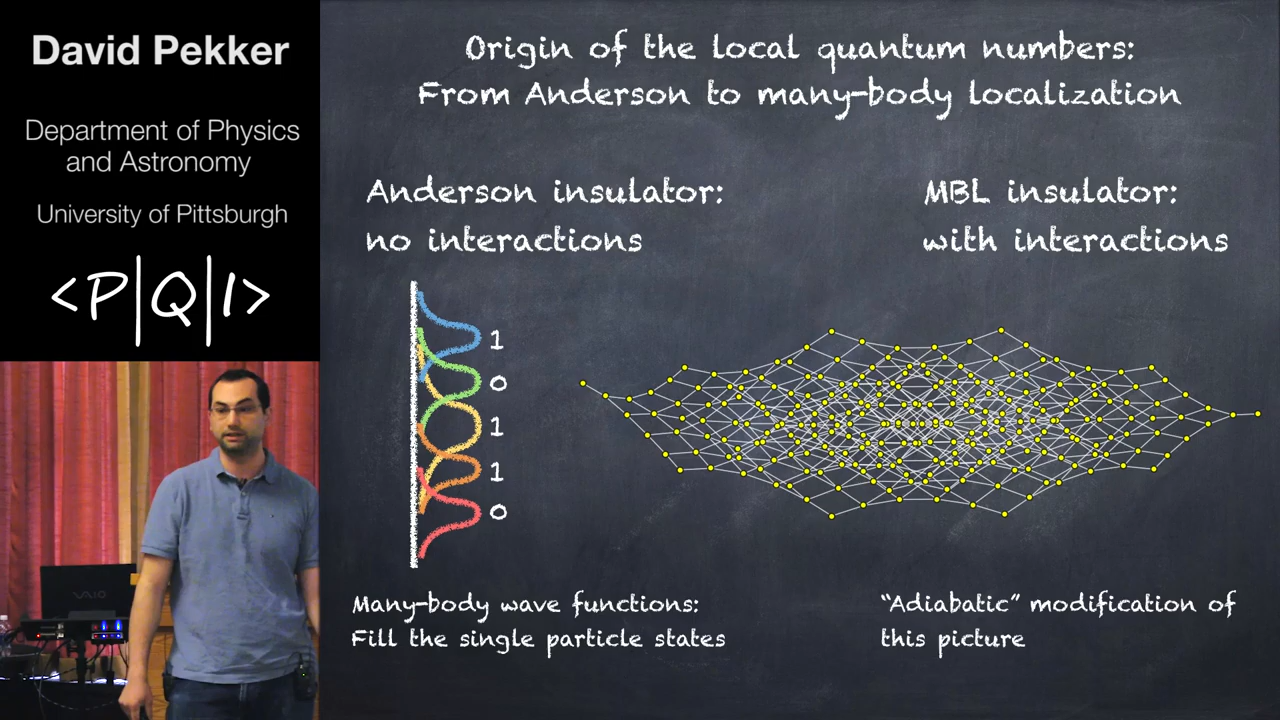 David Pekker
Department of Physics
and Astronomy
University of Pittsburgh
<P|Q|I>
VAIO
Origin of the local quantum numbers:
From Anderson to many-body localization
Anderson insulator:
no interactions
1
0
1
1
0
Many-body wave functions:
Fill the single particle states
MBL insulator:
with interactions
"Adiabatic" modification of
this picture